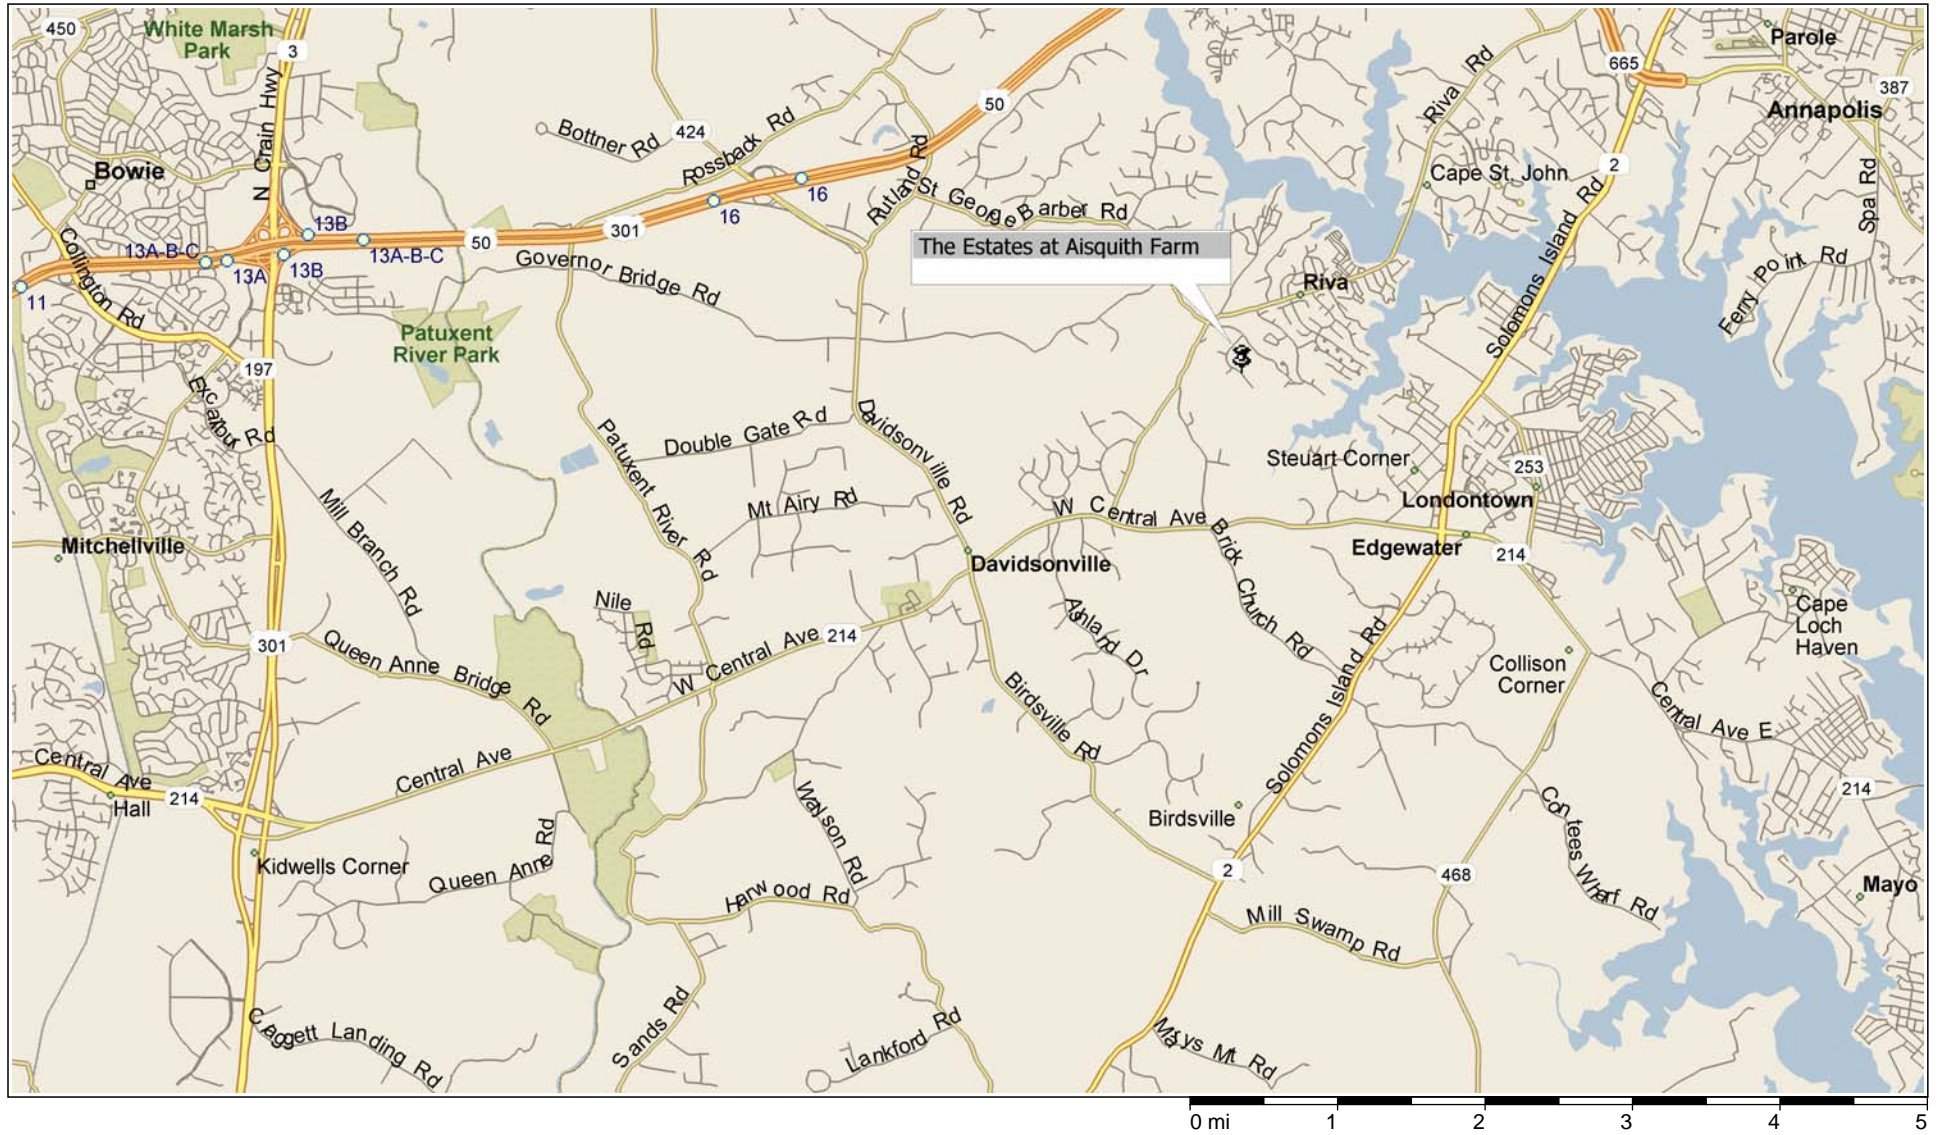 450
White Marsh
Park
3
N Crain Hwy
Bowie
Bottner Rd
424
Rossback Rd
50
Rutland Rd
St George Barber Rd
Riva Rd
665
Parole
387
Annapolis
Cape St. John
2
Spa Rd
Solomons Island Rd
Ferry Point Rd
16
16
13B
13A-B-C
13A
13B
13A-B-C
50
301
11
Collington Rd
Governor Bridge Rd
The Estates at Aisquith Farm
Riva
Patuxent
River Park
197
Excalibur Rd
Double Gate Rd
Davidsonville Rd
Patuxent River Rd
Mt Airy Rd
Mill Branch Rd
Mitchellville
Steuart Corner
253
Londontown
W Central Ave
Edgewater
214
Davidsonville
Brick Church Rd
Nile Rd
Ashland Dr
Cape
Loch
Haven
301
Queen Anne Bridge Rd
W Central Ave
214
Birdsville Rd
Solomons Island Rd
Collison
Corner
Central Ave E
Central Ave
Hall
214
Central Ave
Birdsville
214
Contees Wharf Rd
Kidwells Corner
Queen Anne Rd
Wayson Rd
Harwood Rd
2
468
Mayo
Mill Swamp Rd
Claggett Landing Rd
Sands Rd
Lankford Rd
0 mi
1
2
3
4
5